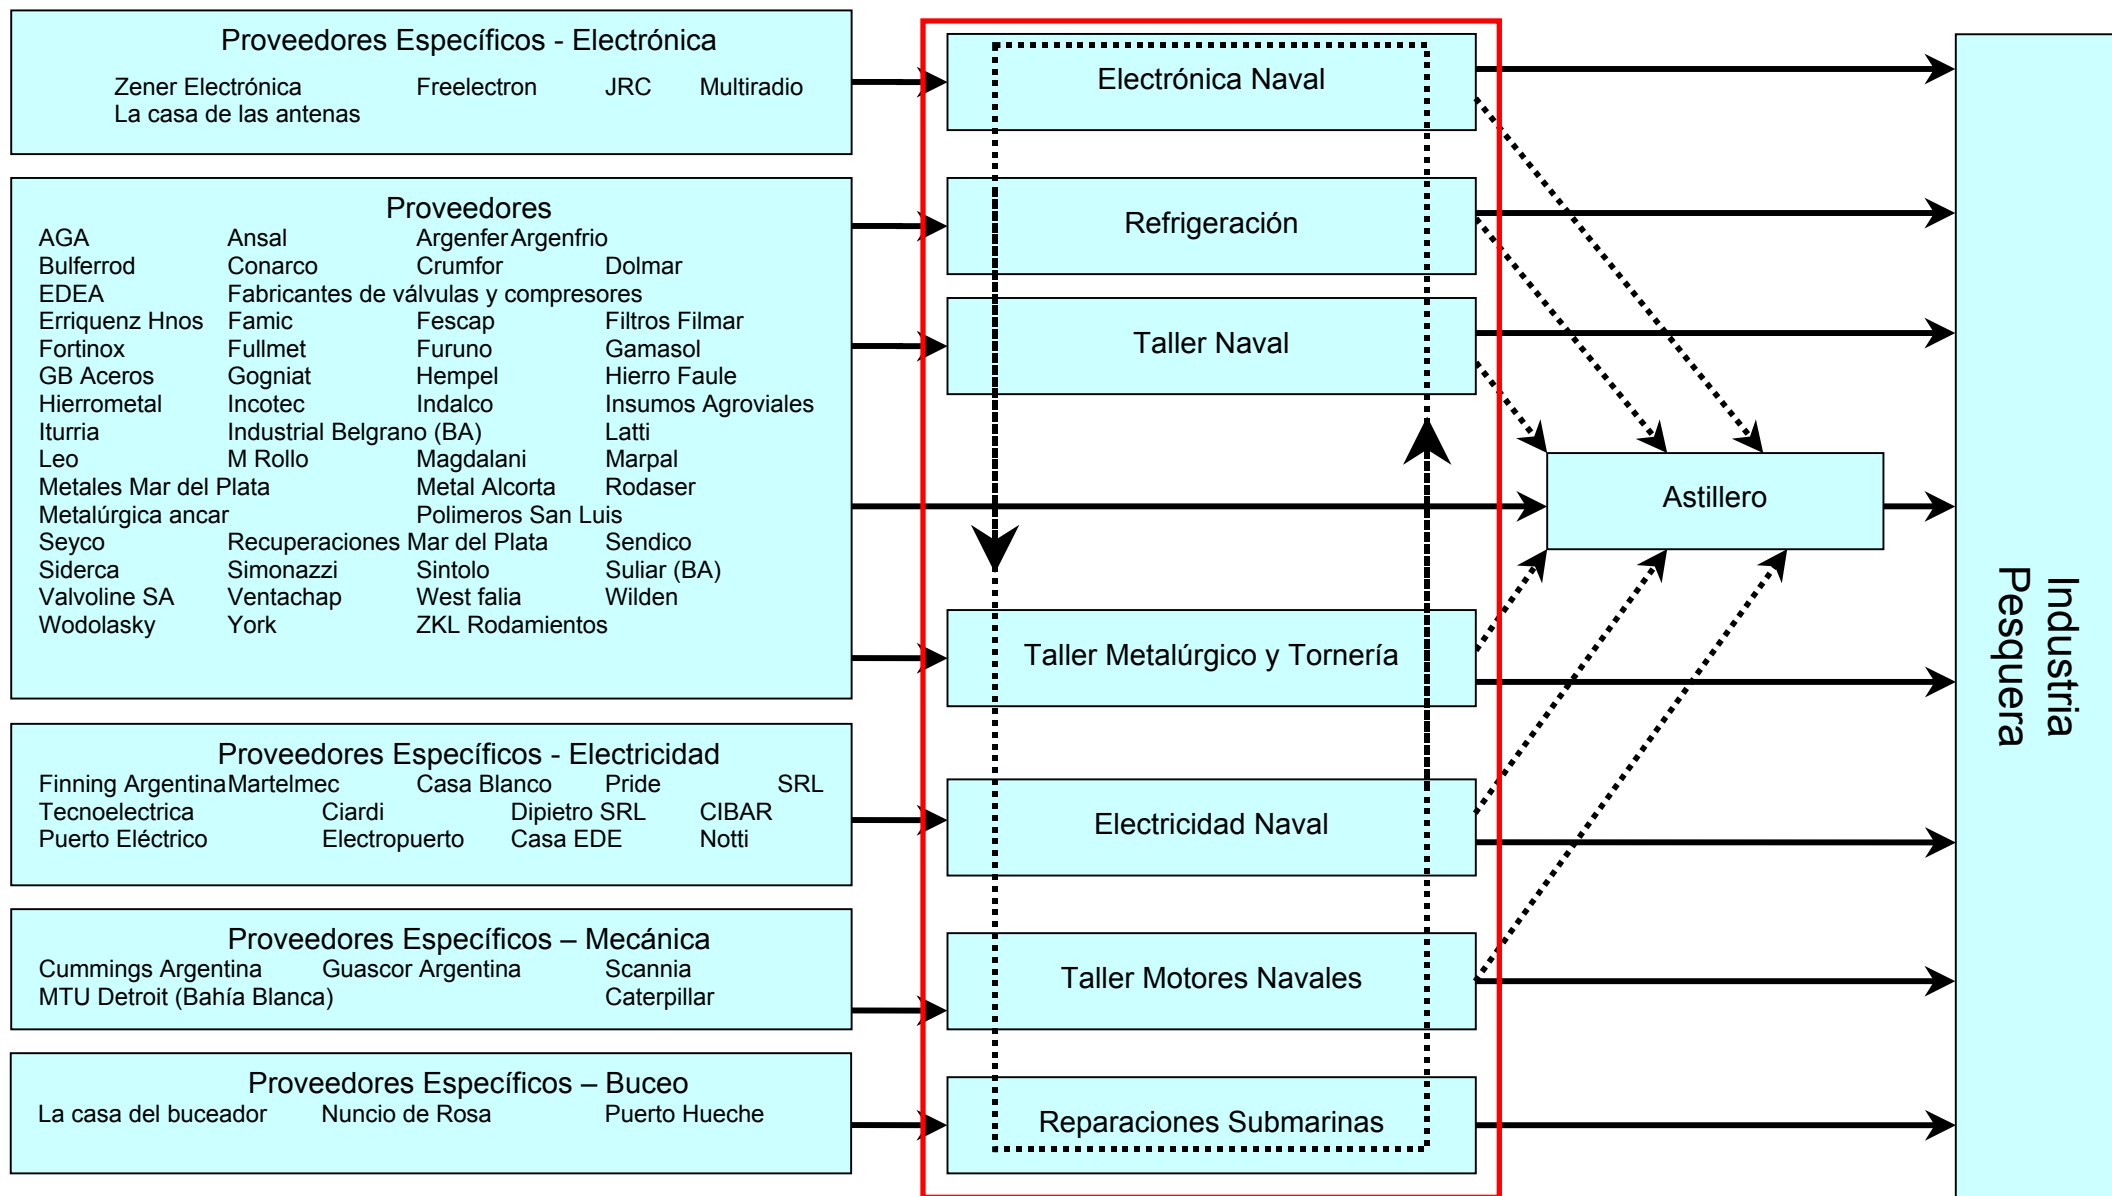 Proveedores Específicos - Electrónica
Zener Electrónica Freelectron JRC Multiradio
La casa de las antenas
Proveedores
AGA Ansal Argenfer Argenfrio
Bulferrod Conarco Crumfor Dolmar
EDEA Fabricantes de válvulas y compresores
Erriquenz Hnos Famic Fescap Filtros Filmar
Fortinox Fullmet Furuno Gamasol
GB Aceros Gogniat Hempel Hierro Faule
Hierrometal Incotec Indalco Insumos Agroviales
Iturria Industrial Belgrano (BA) Latti
Leo M Rollo Magdalani Marpal
Metales Mar del Plata Metal Alcorta Rodaser
Metalúrgica ancar Polimeros San Luis
Seyco Recuperaciones Mar del Plata Sendico
Siderca Simonazzi Sintolo Suliar (BA)
Valvoline SA Ventachap West falia Wilden
Wodolasky York ZKL Rodamientos
Proveedores Específicos - Electricidad
Finning Argentina Martelmec Casa Blanco Pride SRL
Tecnoelectrica Ciardi Dipietro SRL CIBAR
Puerto Eléctrico Electropuerto Casa EDE Notti
Proveedores Específicos – Mecánica
Cummings Argentina Guascor Argentina Scannia
MTU Detroit (Bahía Blanca) Caterpillar
Proveedores Específicos – Buceo
La casa del buceador Nuncio de Rosa Puerto Hueche
Electrónica Naval
Refrigeración
Taller Naval
Taller Metalúrgico y Tornería
Electricidad Naval
Taller Motores Navales
Reparaciones Submarinas
Astillero
Industria
Pesquera